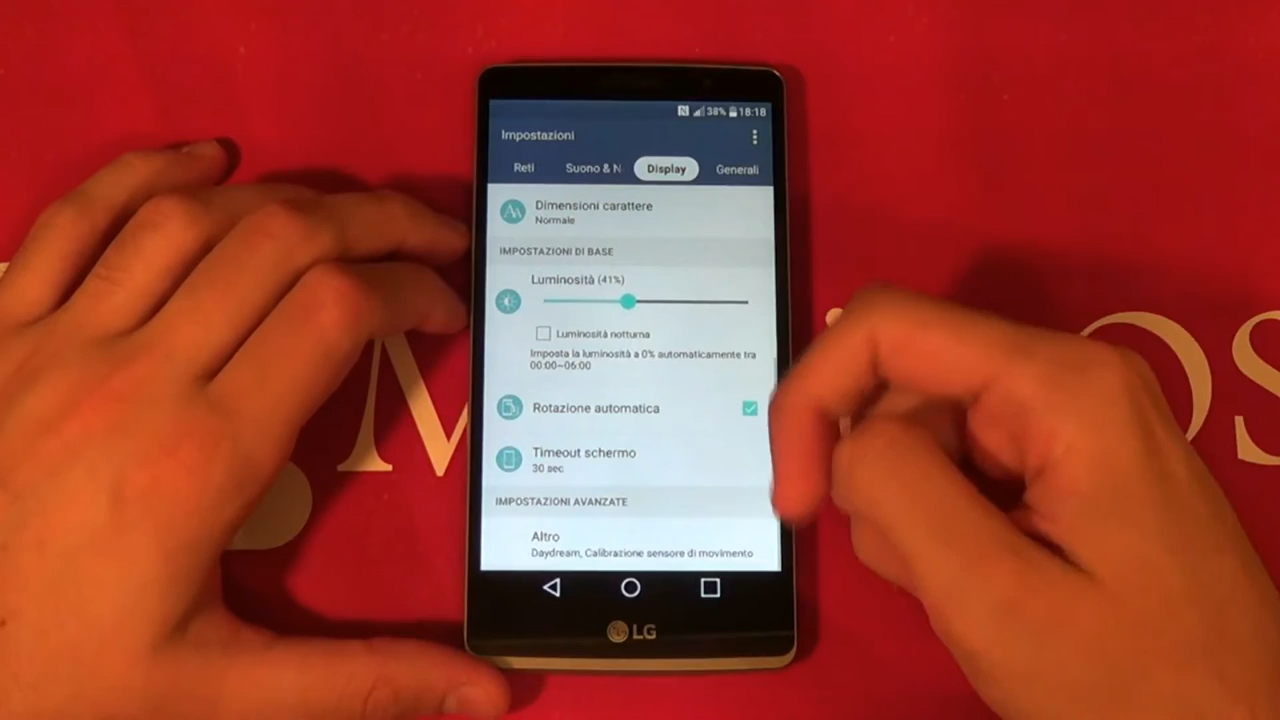 38% 18:18
Impostazioni
Reti Suono & N Display Generali
Dimensioni carattere
Normale
IMPOSTAZIONI DI BASE
Luminosità (41%)
Luminosità notturna
Imposta la luminosità a 0% automaticamente tra
00:00~06:00
Rotazione automatica
Timeout schermo
30 sec
IMPOSTAZIONI AVANZATE
Altro
Daydream, Calibrazione sensore di movimento
LG